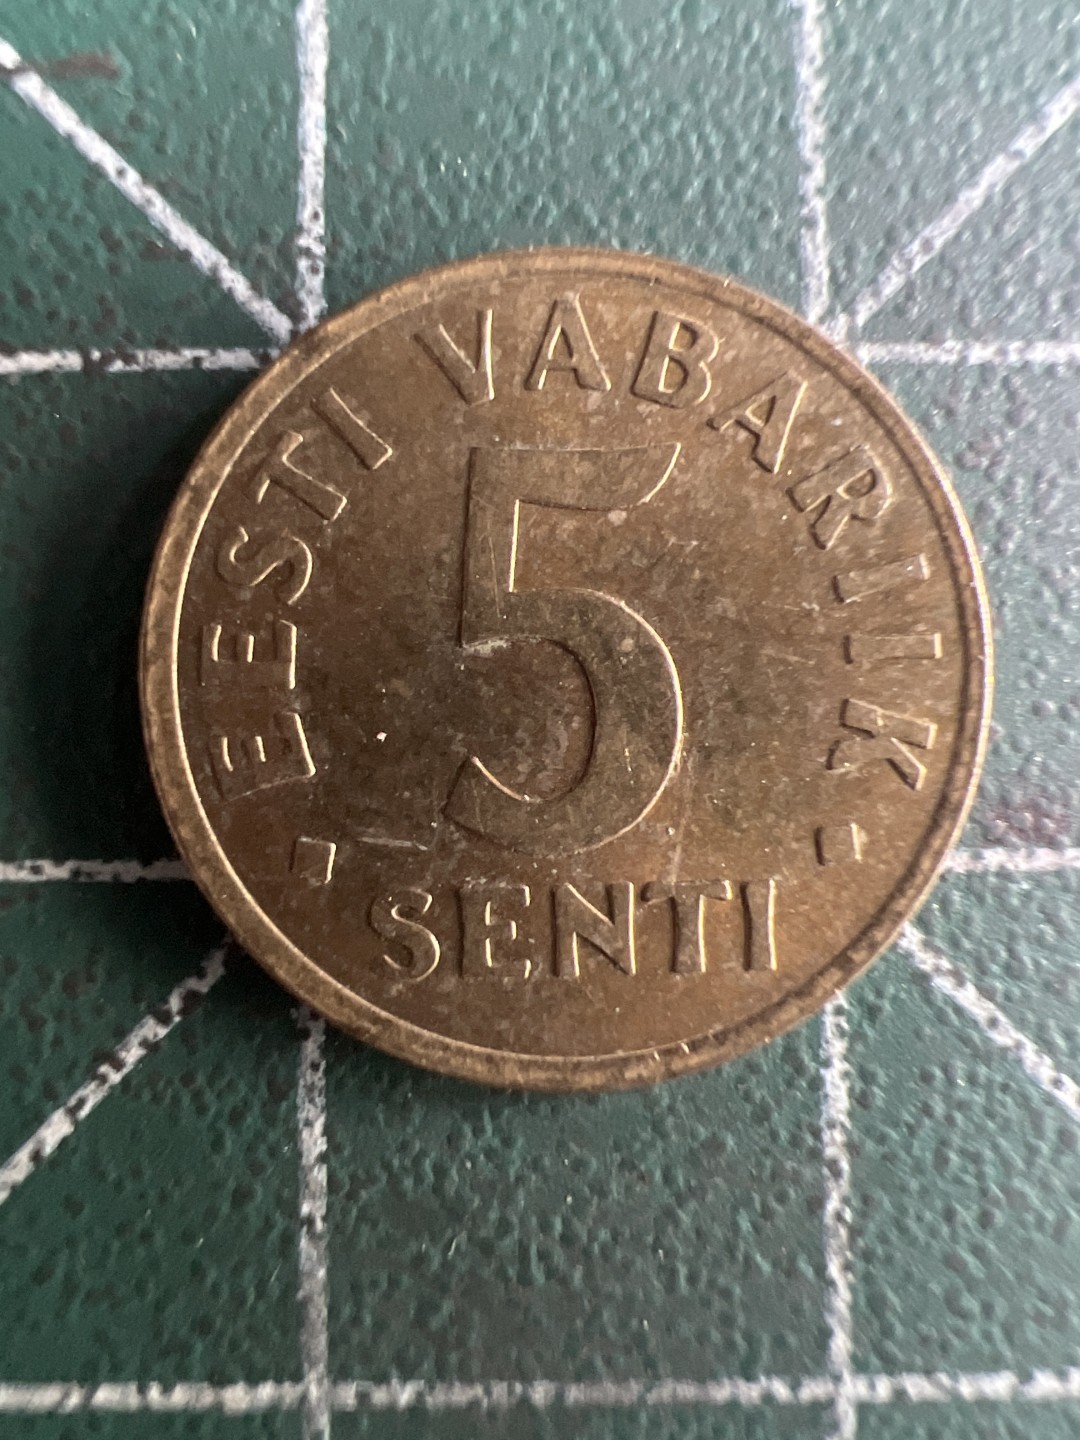 EESTI VABARIIK
5
· SENTI ·